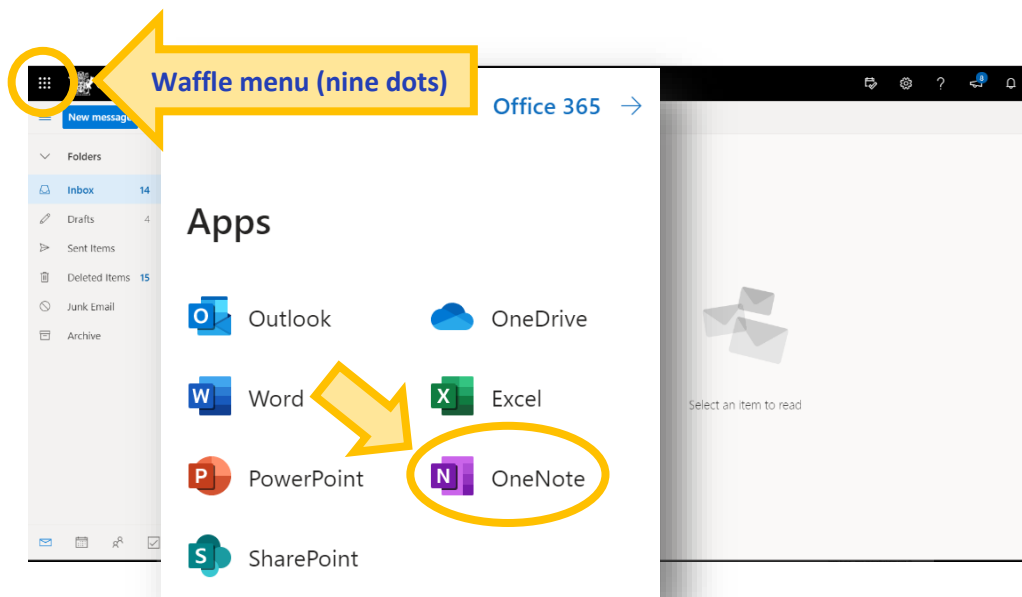 Waffle menu (nine dots)
Office 365
?
8
New message
Folders
Inbox 14
Drafts 4
Sent Items
Deleted Items 15
Junk Email
Archive
Apps
O Outlook
OneDrive
W Word
X Excel
P PowerPoint
N OneNote
S SharePoint
Select an item to read